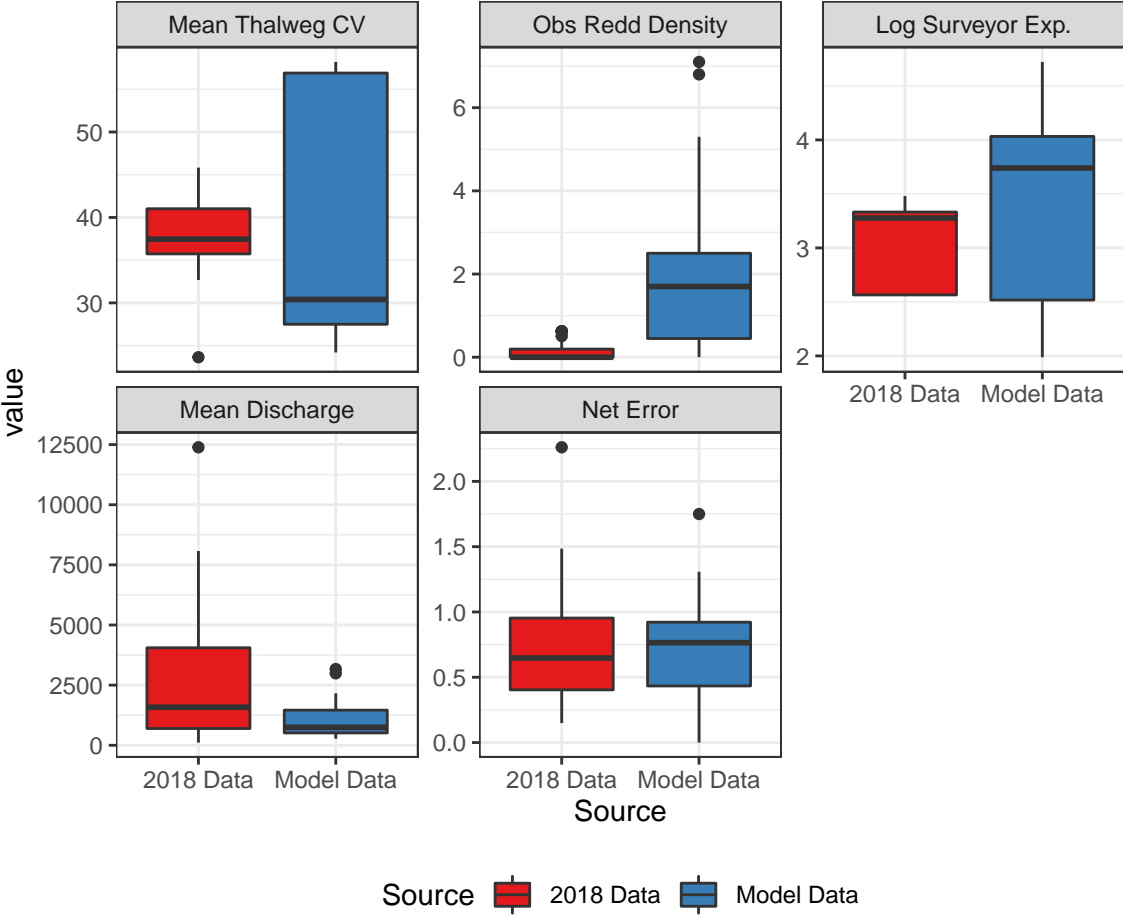 Mean Thalweg CV
Obs Redd Density
Log Surveyor Exp.
50
40
30
6
4
2
0
4
3
2
2018 Data Model Data
value
Mean Discharge
Net Error
12500
10000
7500
5000
2500
0
2.0
1.5
1.0
0.5
0.0
2018 Data Model Data
2018 Data Model Data
Source
Source 2018 Data Model Data